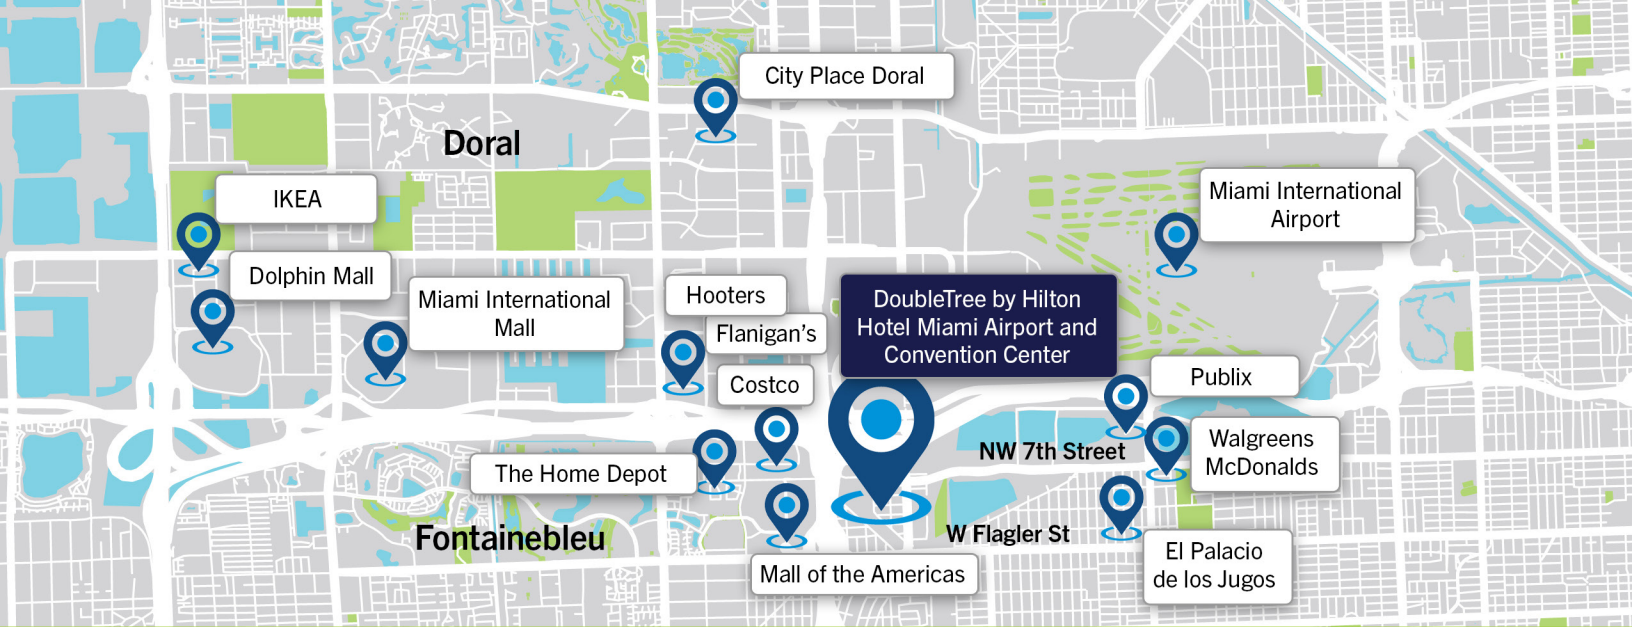 City Place Doral
Doral
IKEA
Miami International
Airport
Dolphin Mall
Miami International
Mall
Hooters
Flanigan's
Costco
DoubleTree by Hilton
Hotel Miami Airport and
Convention Center
Publix
NW 7th Street
Walgreens
McDonalds
The Home Depot
Fontainebleu
W Flagler St
El Palacio
de los Jugos
Mall of the Americas